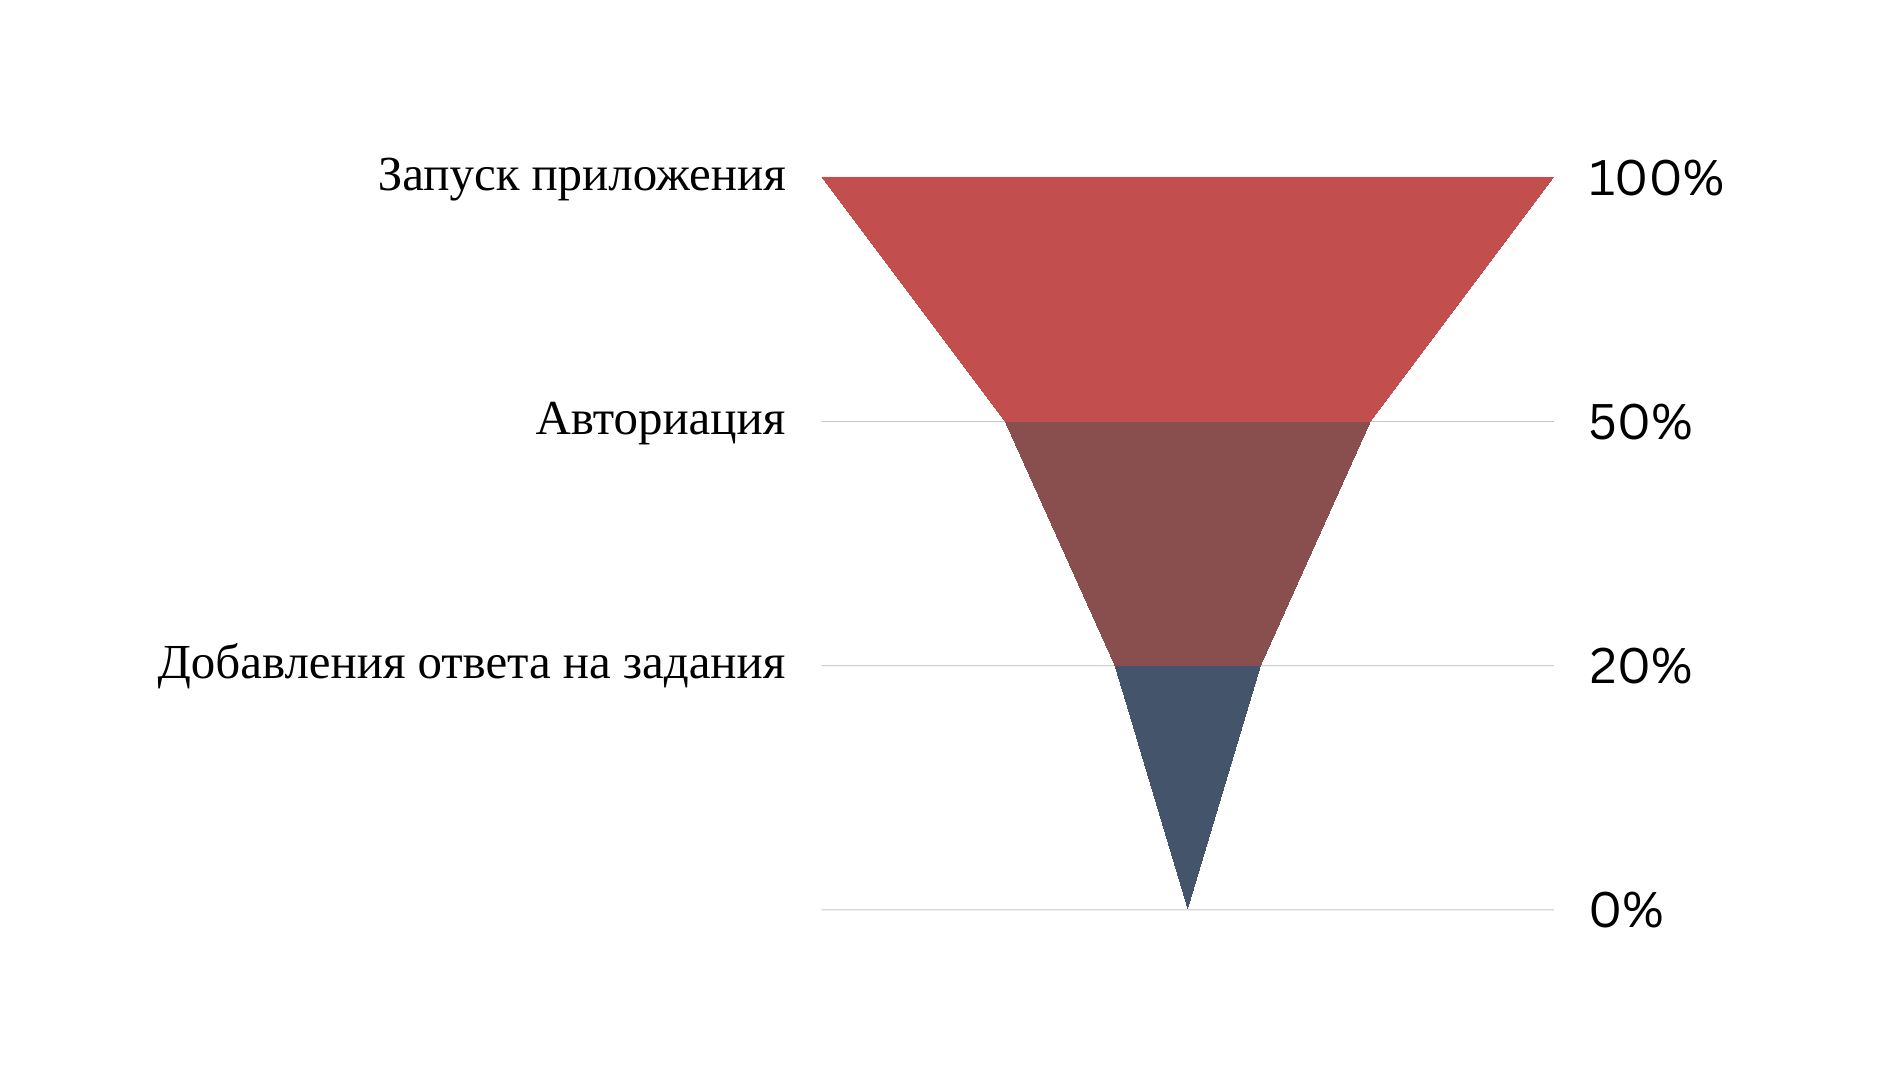 Запуск приложения 100%
Авториация 50%
Добавления ответа на задания 20%
0%